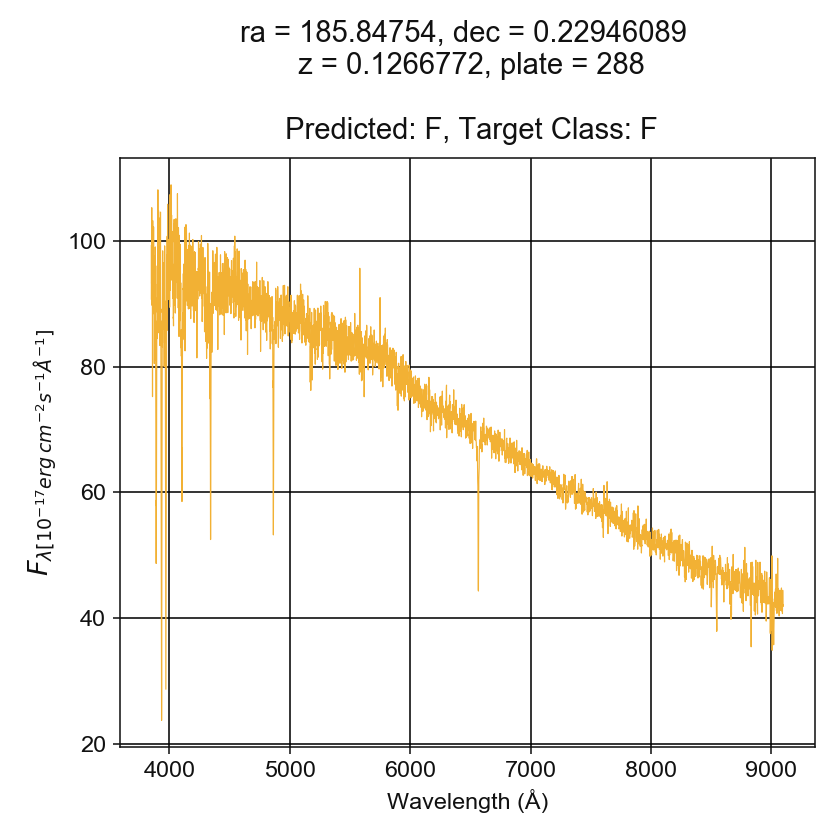 ra = 185.84754, dec = 0.22946089
z = 0.1266772, plate = 288
Predicted: F, Target Class: F
100
80
60
40
20
4000 5000 6000 7000 8000 9000
Wavelength (Å)
Fλ[10⁻¹⁷erg cm⁻²s⁻¹Å⁻¹]